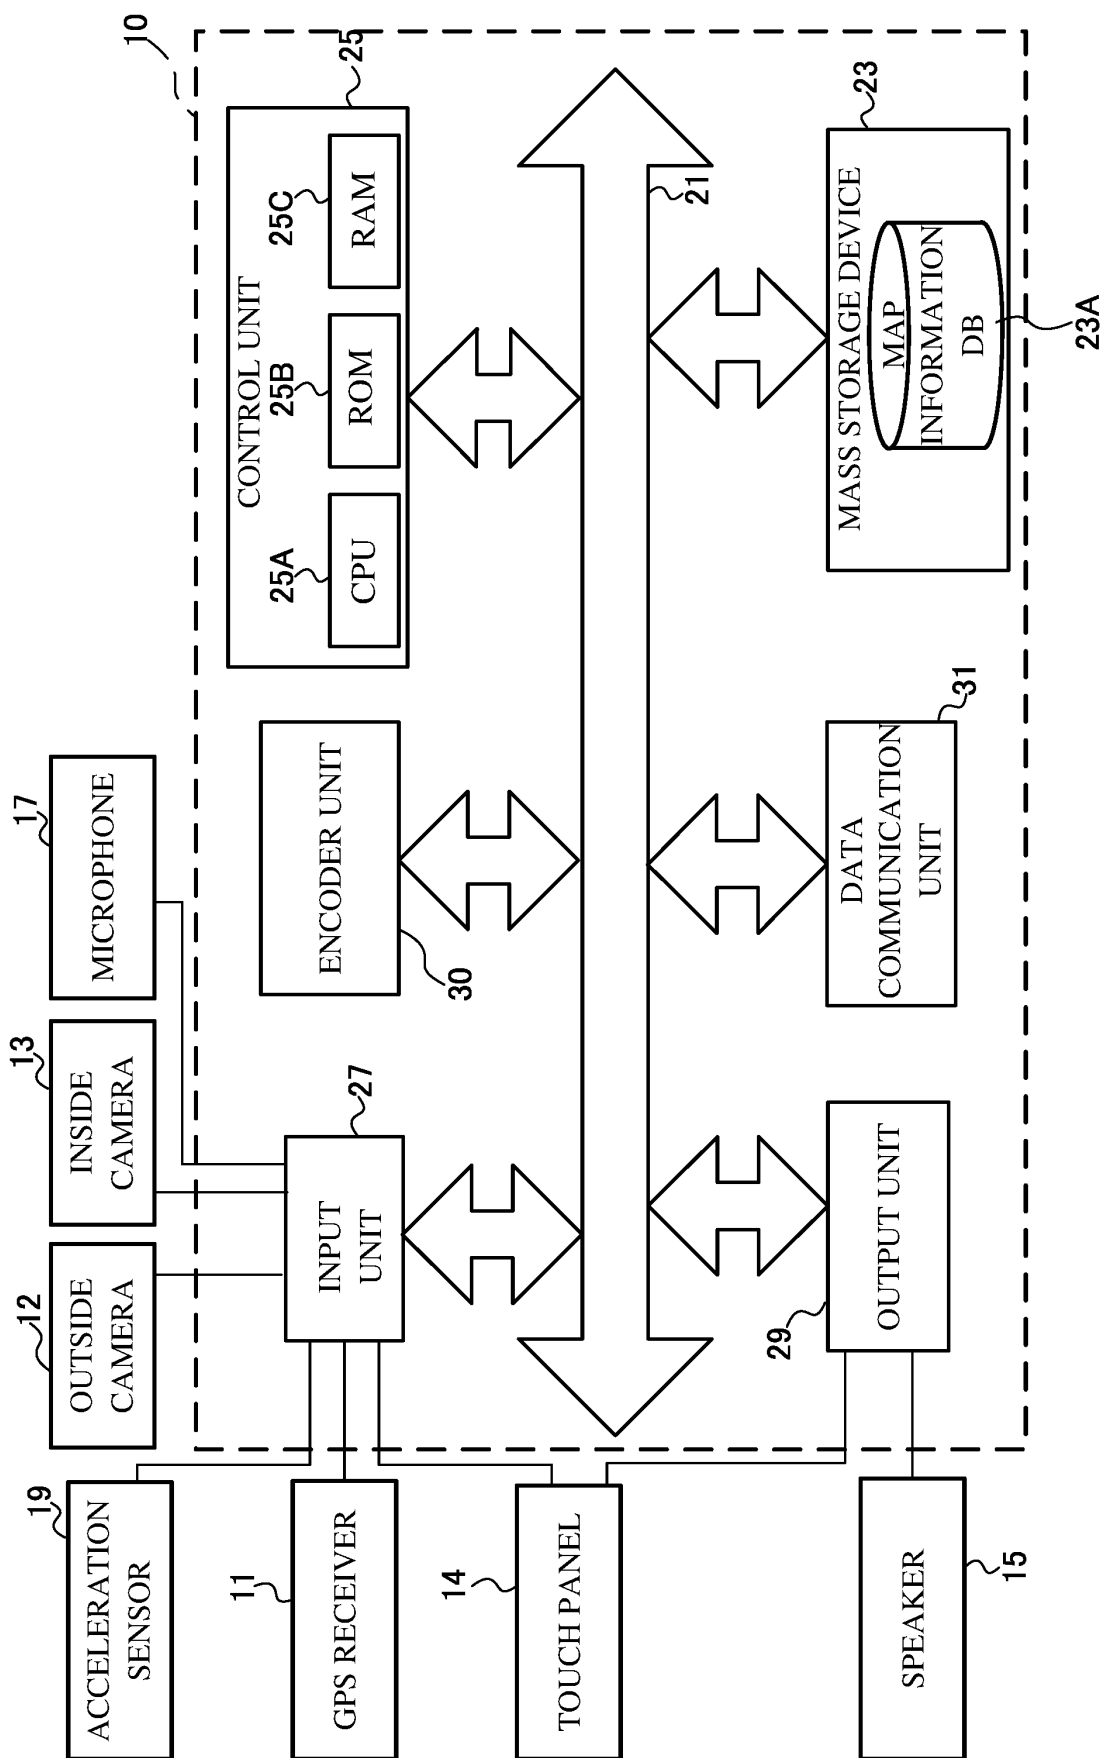 10
19
ACCELERATION
SENSOR
12
OUTSIDE
CAMERA
13
INSIDE
CAMERA
17
MICROPHONE
11
GPS RECEIVER
27
INPUT
UNIT
30
ENCODER UNIT
25
CONTROL UNIT
25A
CPU
25B
ROM
25C
RAM
21
14
TOUCH PANEL
15
SPEAKER
29
OUTPUT UNIT
31
DATA
COMMUNICATION
UNIT
23
MASS STORAGE DEVICE
MAP
INFORMATION
DB
23A